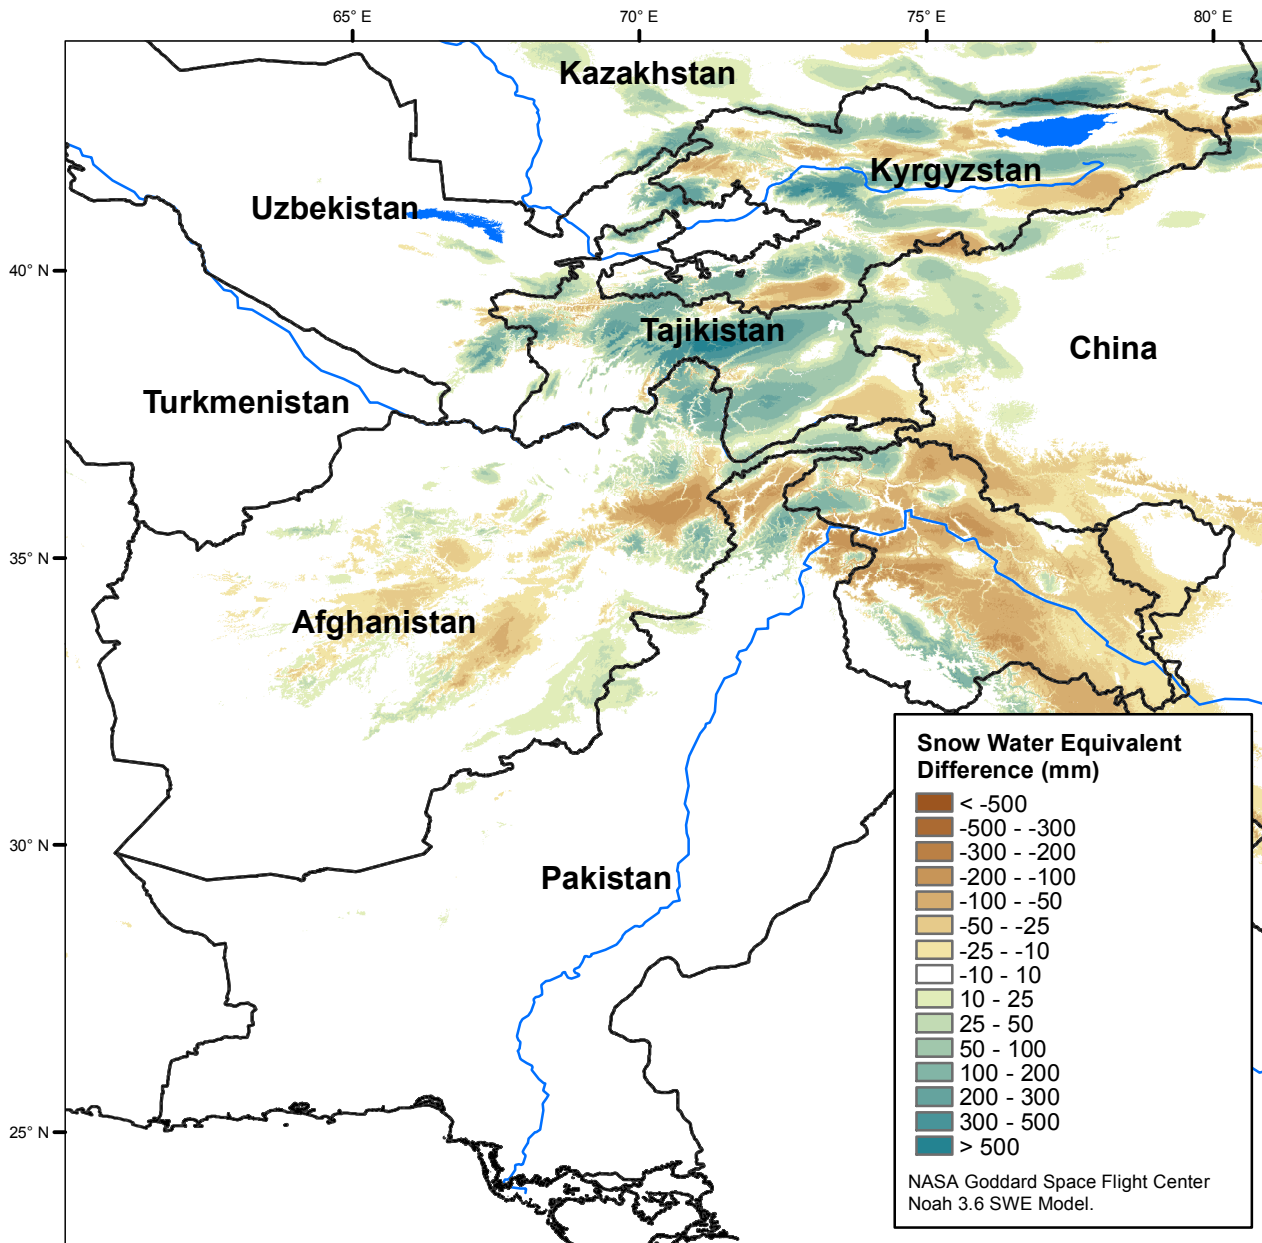 65° E
70° E
75° E
80° E
Kazakhstan
Kyrgyzstan
Uzbekistan
40° N
Tajikistan
China
Turkmenistan
35° N
Afghanistan
30° N
Pakistan
25° N
Snow Water Equivalent
Difference (mm)
< -500
-500 - -300
-300 - -200
-200 - -100
-100 - -50
-50 - -25
-25 - -10
-10 - 10
10 - 25
25 - 50
50 - 100
100 - 200
200 - 300
300 - 500
> 500
NASA Goddard Space Flight Center
Noah 3.6 SWE Model.